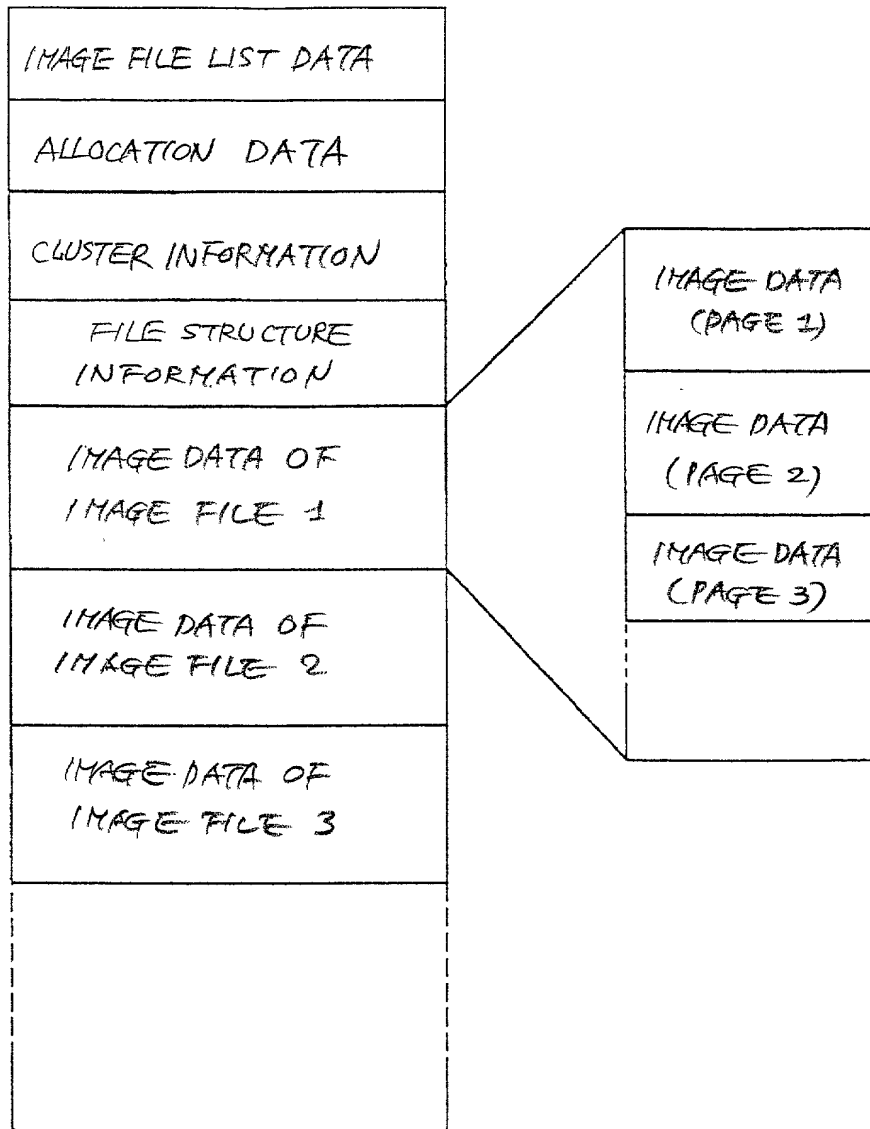 IMAGE FILE LIST DATA
ALLOCATION DATA
CLUSTER INFORMATION
FILE STRUCTURE
INFORMATION
IMAGE DATA OF
IMAGE FILE 1
IMAGE DATA OF
IMAGE FILE 2
IMAGE DATA OF
IMAGE FILE 3
IMAGE DATA
(PAGE 1)
IMAGE DATA
(PAGE 2)
IMAGE DATA
(PAGE 3)